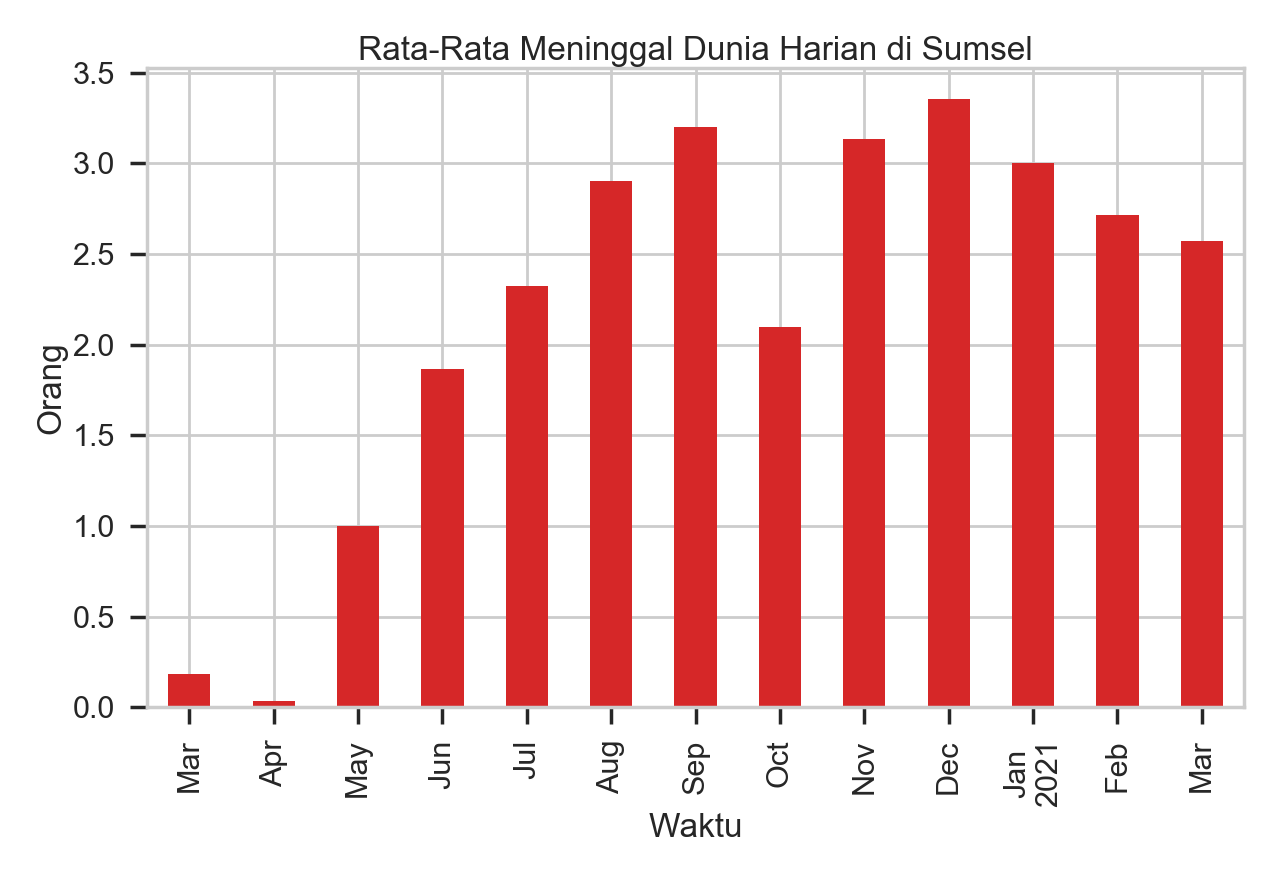 Rata-Rata Meninggal Dunia Harian di Sumsel
3.5
3.0
2.5
2.0
1.5
1.0
0.5
0.0
Orang
Mar
Apr
May
Jun
Jul
Aug
Sep
Oct
Nov
Dec
Jan
2021
Feb
Mar
Waktu